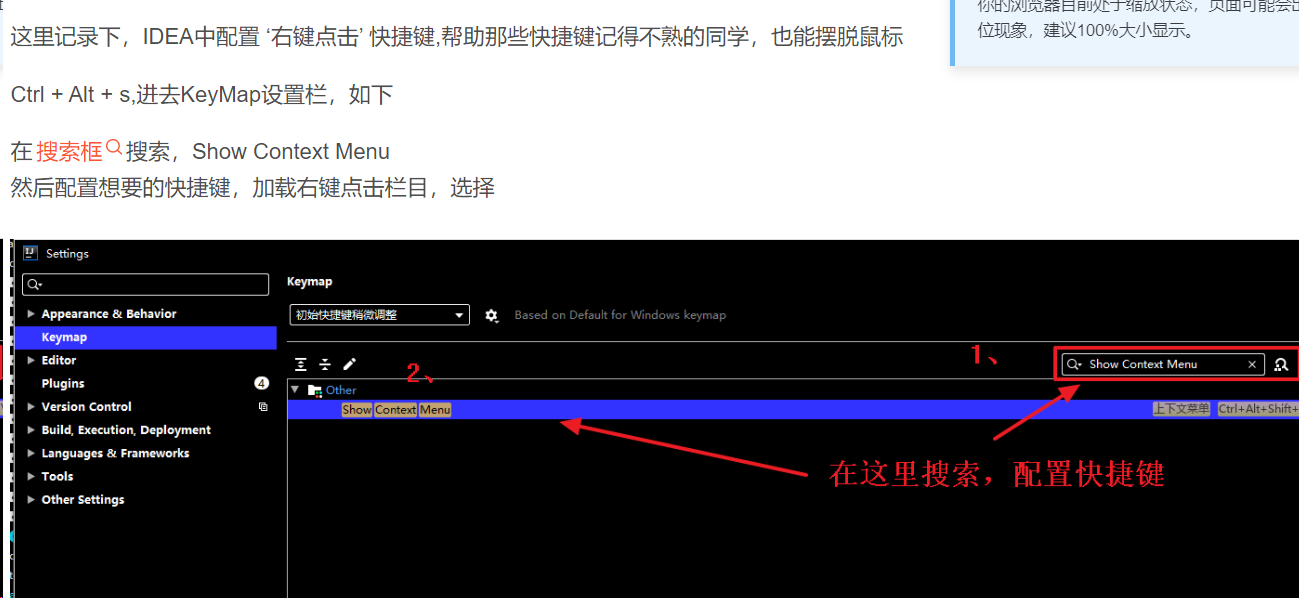 你的浏览器目前处于缩放状态，页面可能会出
位现象，建议100%大小显示。
这里记录下，IDEA中配置 ‘右键点击’ 快捷键,帮助那些快捷键记得不熟的同学，也能摆脱鼠标
Ctrl + Alt + s,进去KeyMap设置栏，如下
在 搜索框 搜索，Show Context Menu
然后配置想要的快捷键，加载右键点击栏目，选择
Settings
Keymap
初始快捷键稍微调整
Based on Default for Windows keymap
Appearance & Behavior
Keymap
Editor
Plugins 4
Version Control
Build, Execution, Deployment
Languages & Frameworks
Tools
Other Settings
1、
Show Context Menu
2、
Other
Show Context Menu
上下文菜单 Ctrl+Alt+Shift+
在这里搜索，配置快捷键